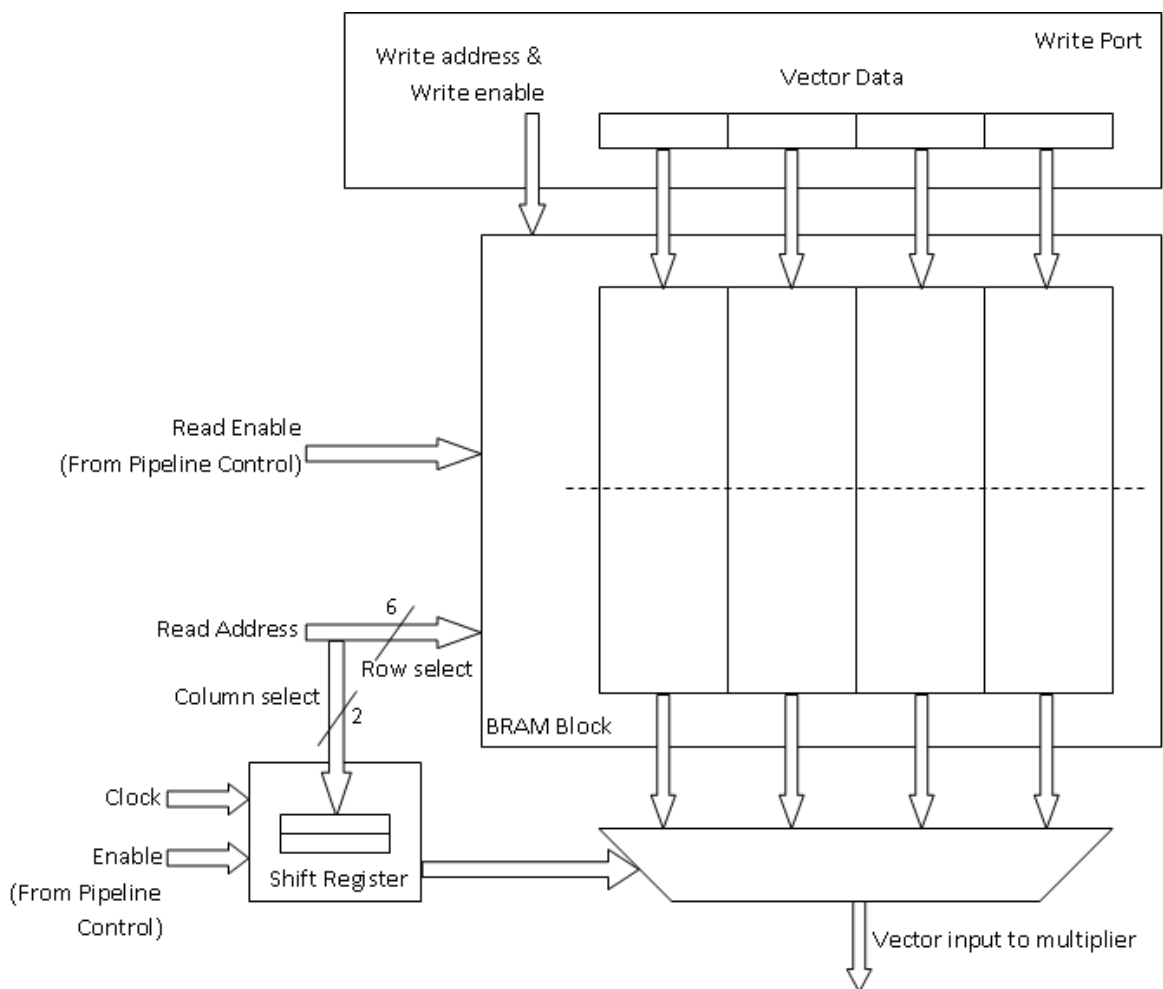 Write Port
Write address &
Write enable
Vector Data
Read Enable
(From Pipeline Control)
6
Read Address
Row select
Column select
2
BRAM Block
Clock
Enable
(From Pipeline
Control)
Shift Register
Vector input to multiplier